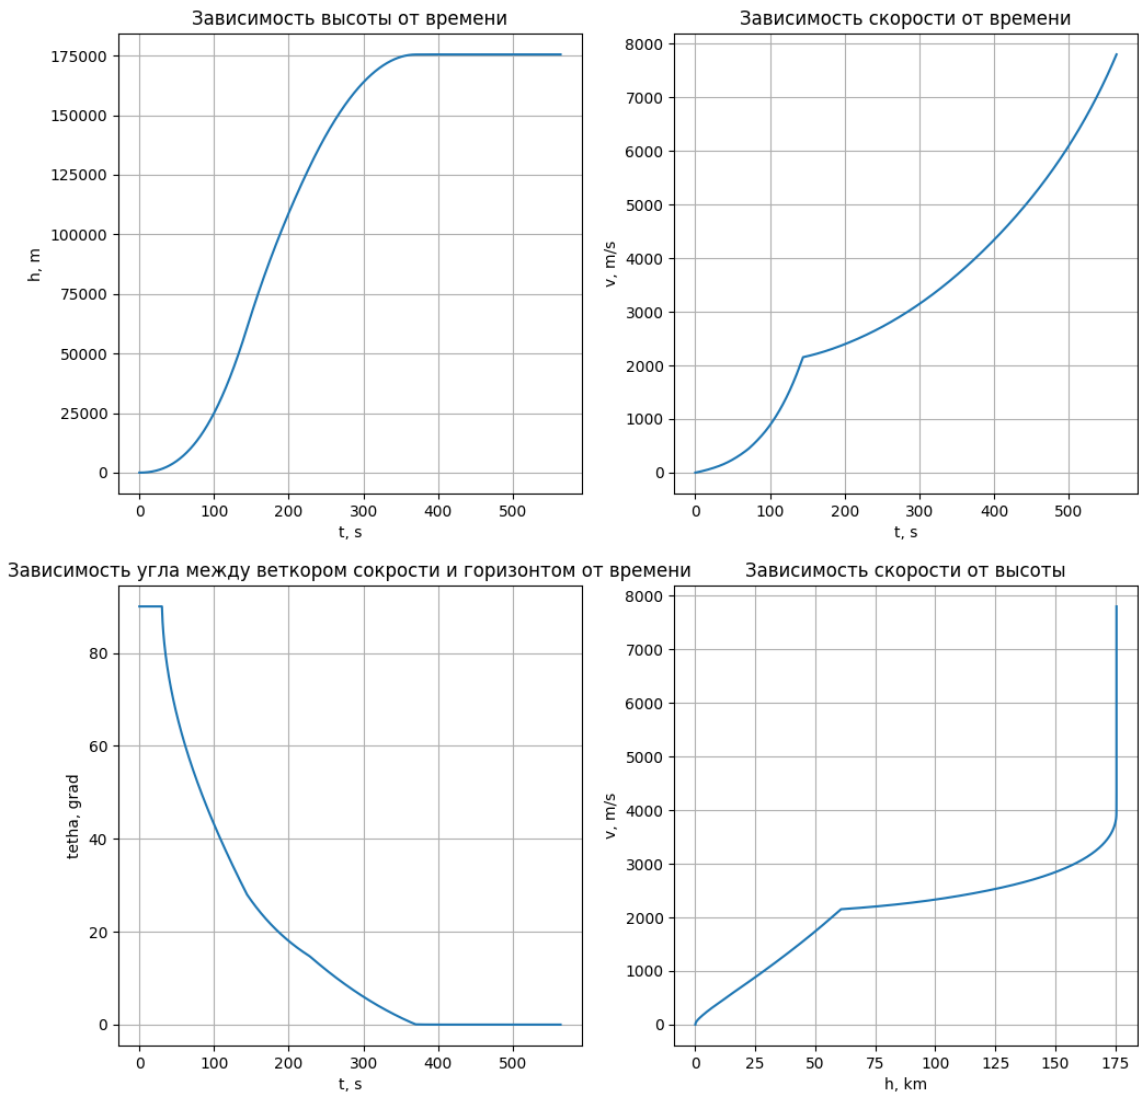 Зависимость высоты от времени
175000
150000
125000
100000
75000
50000
25000
0
h, m
0 100 200 300 400 500
t, s
Зависимость скорости от времени
8000
7000
6000
5000
4000
3000
2000
1000
0
v, m/s
0 100 200 300 400 500
t, s
Зависимость угла между веткором сокрости и горизонтом от времени
80
60
40
20
0
tetha, grad
0 100 200 300 400 500
t, s
Зависимость скорости от высоты
8000
7000
6000
5000
4000
3000
2000
1000
0
v, m/s
0 25 50 75 100 125 150 175
h, km